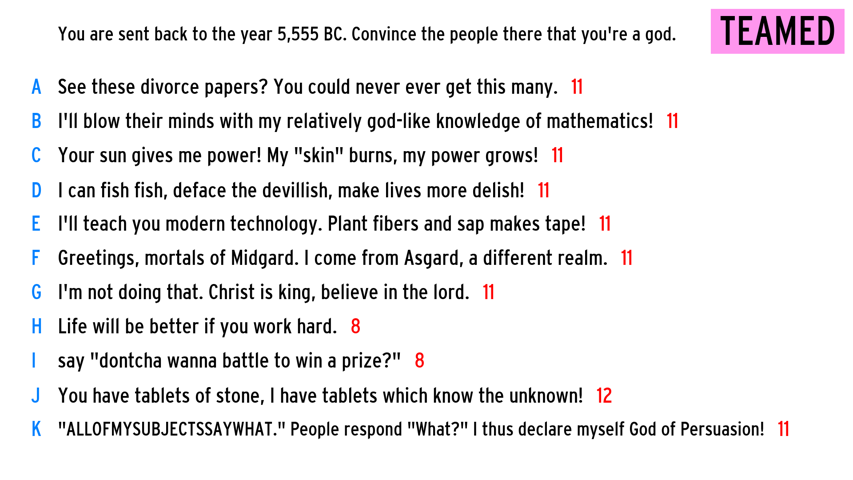 You are sent back to the year 5,555 BC. Convince the people there that you're a god.
TEAMED
A See these divorce papers? You could never ever get this many. 11
B I'll blow their minds with my relatively god-like knowledge of mathematics! 11
C Your sun gives me power! My "skin" burns, my power grows! 11
D I can fish fish, deface the devillish, make lives more delish! 11
E I'll teach you modern technology. Plant fibers and sap makes tape! 11
F Greetings, mortals of Midgard. I come from Asgard, a different realm. 11
G I'm not doing that. Christ is king, believe in the lord. 11
H Life will be better if you work hard. 8
I say "dontcha wanna battle to win a prize?" 8
J You have tablets of stone, I have tablets which know the unknown! 12
K "ALLOFMYSUBJECTSSAYWHAT." People respond "What?" I thus declare myself God of Persuasion! 11